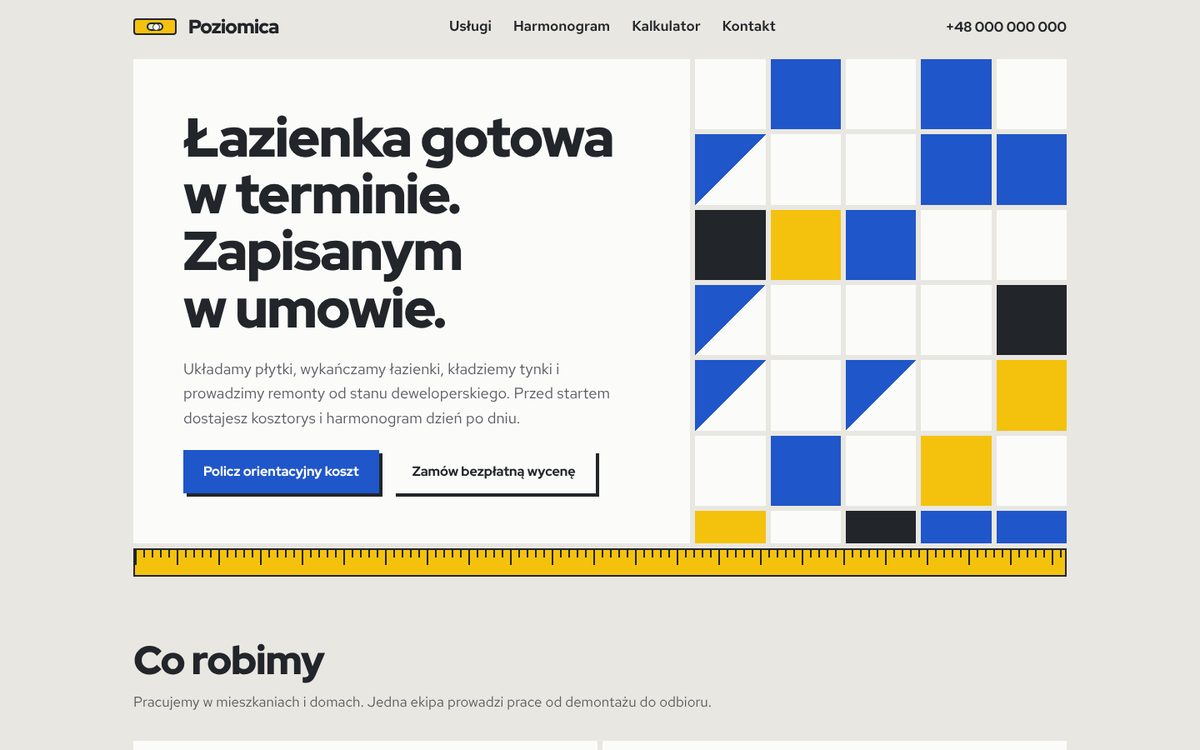 Poziomica
Usługi
Harmonogram
Kalkulator
Kontakt
+48 000 000 000
Łazienka gotowa
w terminie.
Zapisanym
w umowie.
Układamy płytki, wykańczamy łazienki, kładziemy tynki i
prowadzimy remonty od stanu deweloperskiego. Przed startem
dostajesz kosztorys i harmonogram dzień po dniu.
Policz orientacyjny koszt
Zamów bezpłatną wycenę
Co robimy
Pracujemy w mieszkaniach i domach. Jedna ekipa prowadzi prace od demontażu do odbioru.